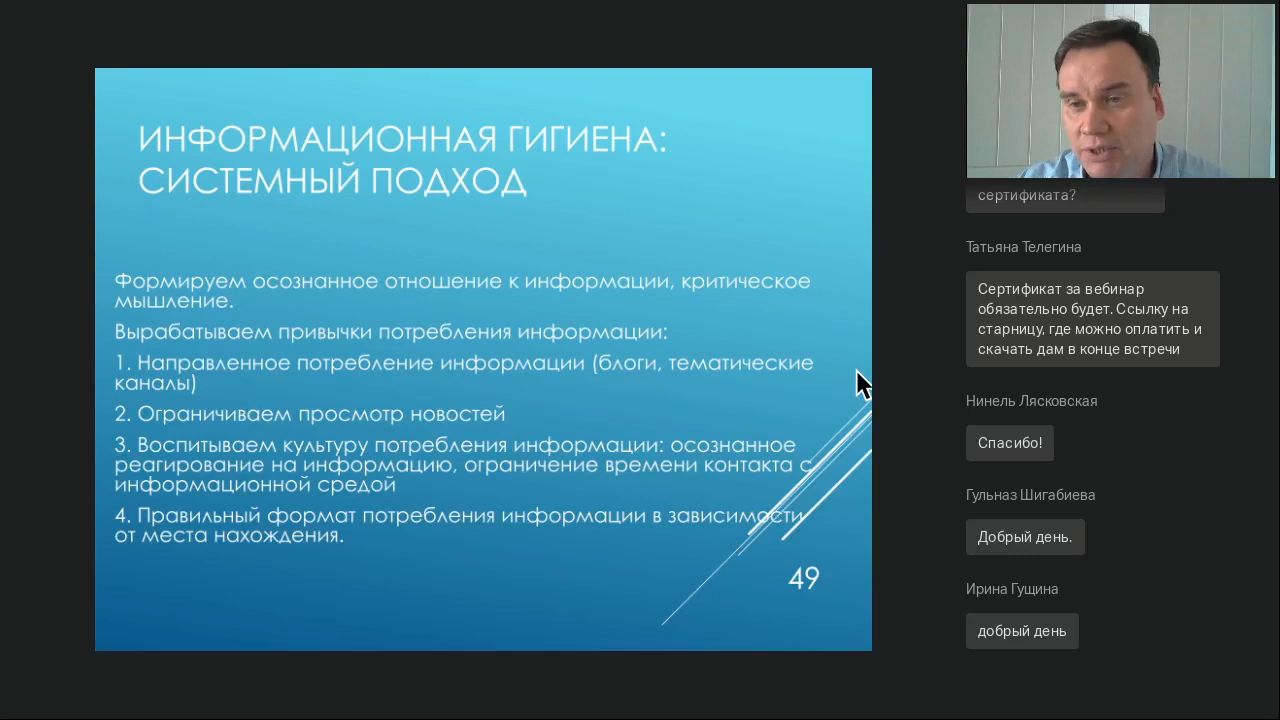 ИНФОРМАЦИОННАЯ ГИГИЕНА:
СИСТЕМНЫЙ ПОДХОД
Формируем осознанное отношение к информации, критическое
мышление.
Вырабатываем привычки потребления информации:
1. Направленное потребление информации (блоги, тематические
каналы)
2. Ограничиваем просмотр новостей
3. Воспитываем культуру потребления информации: осознанное
реагирование на информацию, ограничение времени контакта с
информационной средой
4. Правильный формат потребления информации в зависимости
от места нахождения.
49
сертификата?
Татьяна Телегина
Сертификат за вебинар
обязательно будет. Ссылку на
старницу, где можно оплатить и
скачать дам в конце встречи
Нинель Лясковская
Спасибо!
Гульназ Шигабиева
Добрый день.
Ирина Гущина
добрый день